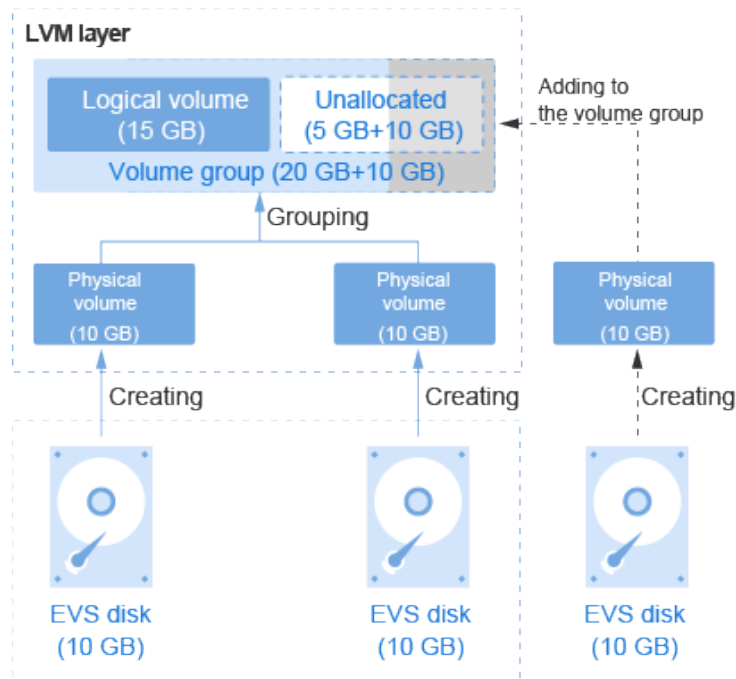 LVM layer
Logical volume
(15 GB)
Unallocated
(5 GB+10 GB)
Volume group (20 GB+10 GB)
Adding to
the volume group
Grouping
Physical
volume
(10 GB)
Physical
volume
(10 GB)
Physical
volume
(10 GB)
Creating
Creating
Creating
EVS disk
(10 GB)
EVS disk
(10 GB)
EVS disk
(10 GB)